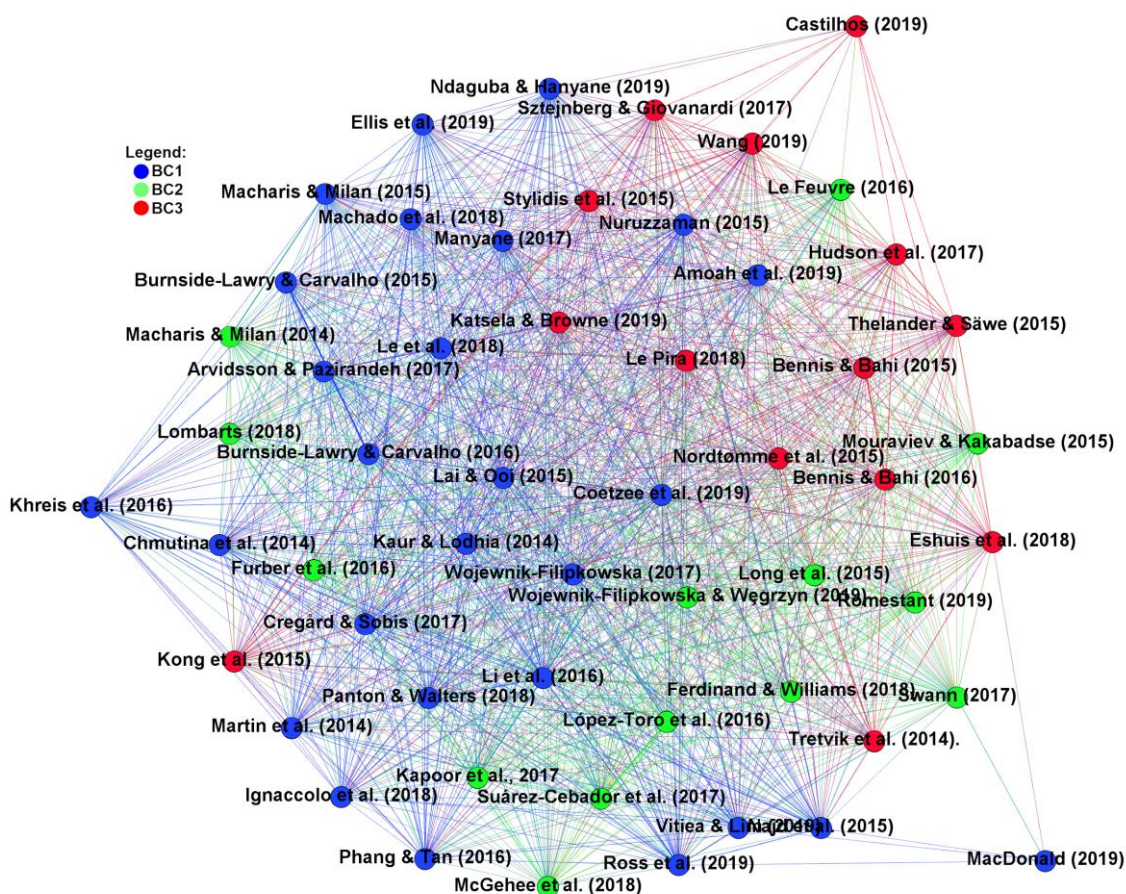 Castilhos (2019)
Ndaguba & Hanyane (2019)
Sztejnberg & Giovanardi (2017)
Ellis et al. (2019)
Wang (2019)
Legend:
BC1
BC2
BC3
Macharis & Milan (2015)
Stylidis et al. (2015)
Le Feuvre (2016)
Machado et al. (2018)
Nuruzzaman (2015)
Manyane (2017)
Hudson et al. (2017)
Amoah et al. (2019)
Burnside-Lawry & Carvalho (2015)
Katsela & Browne (2019)
Thelander & Säwe (2015)
Macharis & Milan (2014)
Le et al. (2018)
Le Pira (2018)
Bennis & Bahi (2015)
Arvidsson & Pazirandeh (2017)
Lombarts (2018)
Mouraviev & Kakabadse (2015)
Burnside-Lawry & Carvalho (2016)
Nordtømme et al. (2015)
Lai & Ooi (2015)
Bennis & Bahi (2016)
Coetzee et al. (2019)
Khreis et al. (2016)
Chmutina et al. (2014)
Kaur & Lodhia (2014)
Eshuis et al. (2018)
Furber et al. (2016)
Wojewnik-Filipkowska (2017)
Long et al. (2015)
Wojewnik-Filipkowska & Węgrzyn (2019)
Romestant (2019)
Cregård & Sobis (2017)
Kong et al. (2015)
Li et al. (2016)
Panton & Walters (2018)
Ferdinand & Williams (2018)
Swann (2017)
López-Toro et al. (2016)
Martin et al. (2014)
Tretvik et al. (2014).
Kapoor et al., 2017
Ignaccolo et al. (2018)
Suárez-Cebador et al. (2017)
Vitiea & Lim (2019)
et al. (2015)
Phang & Tan (2016)
Ross et al. (2019)
MacDonald (2019)
McGehee et al. (2018)